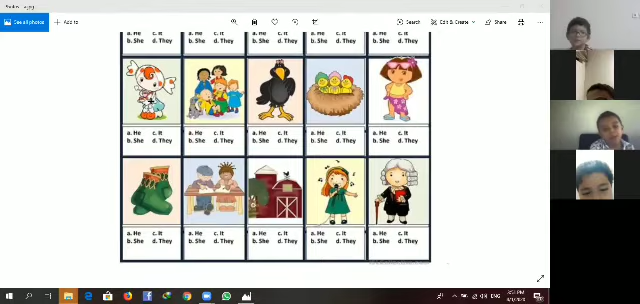 Photos - a.jpg
See all photos
Add to
Search
Edit & Create
Share
a. He c. It
b. She d. They
a. He c. It
b. She d. They
a. He c. It
b. She d. They
a. He c. It
b. She d. They
a. He c. It
b. She d. They
a. He c. It
b. She d. They
a. He c. It
b. She d. They
a. He c. It
b. She d. They
a. He c. It
b. She d. They
a. He c. It
b. She d. They
a. He c. It
b. She d. They
a. He c. It
b. She d. They
a. He c. It
b. She d. They
a. He c. It
b. She d. They
a. He c. It
b. She d. They
ENG